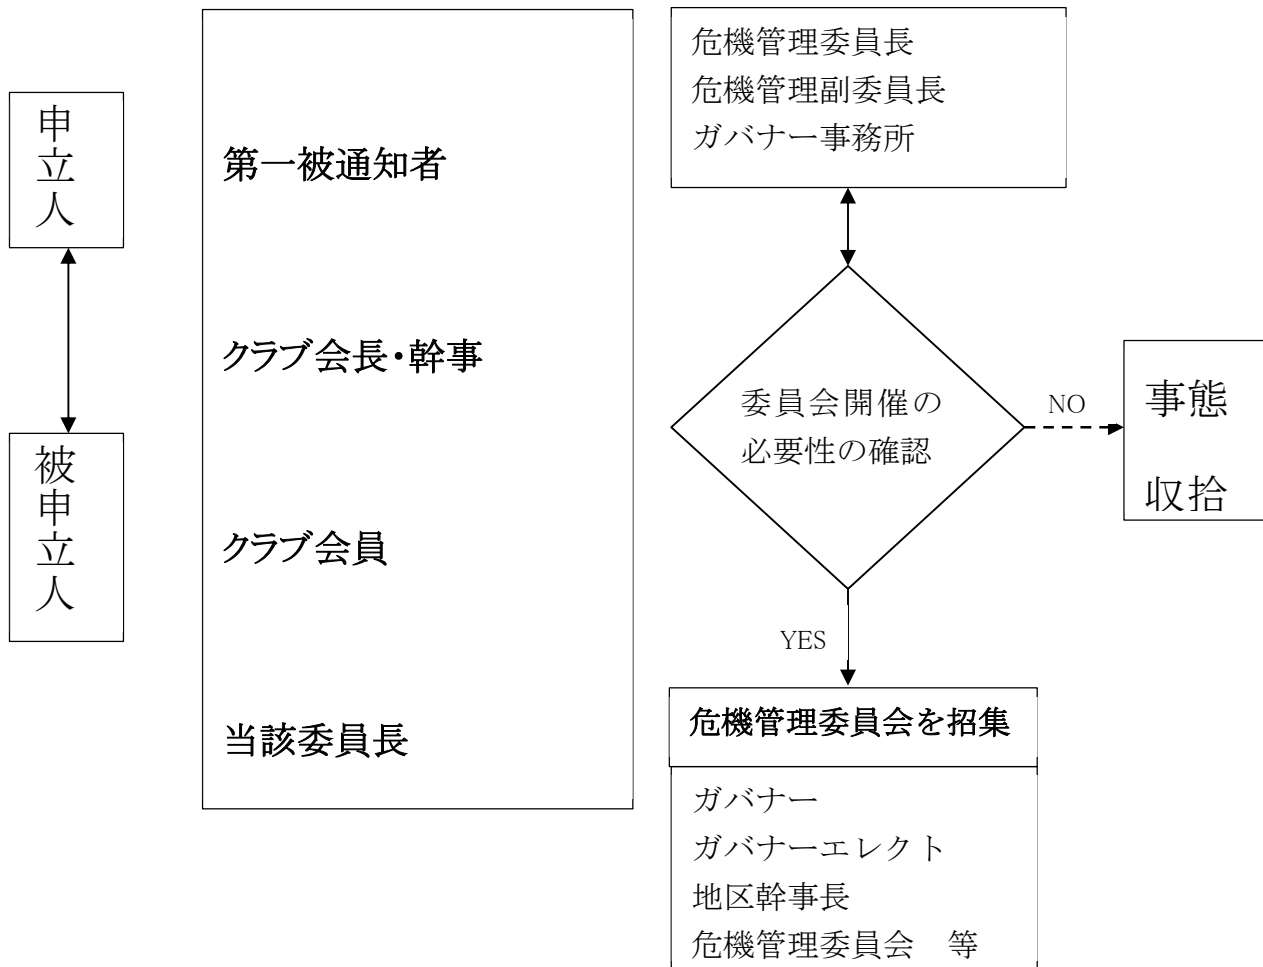 申立人
被申立人
第一被通知者
クラブ会長・幹事
クラブ会員
当該委員長
危機管理委員長
危機管理副委員長
ガバナー事務所
委員会開催の
必要性の確認
NO
事態
収拾
YES
危機管理委員会を招集
ガバナー
ガバナーエレクト
地区幹事長
危機管理委員会　等